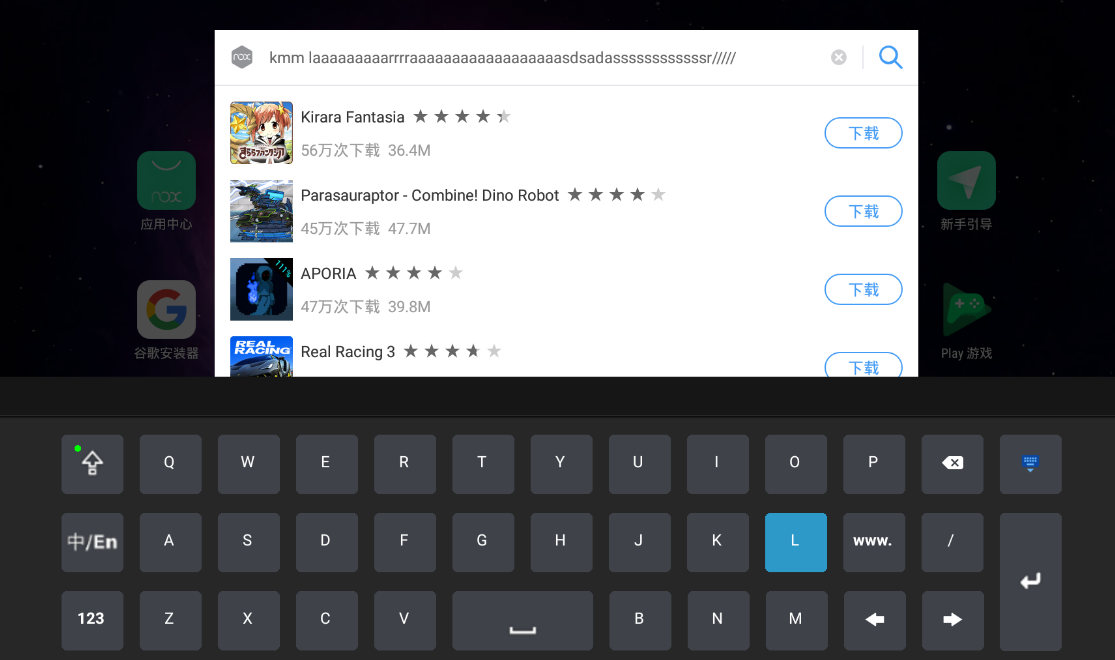 nox kmm laaaaaaaaarrrraaaaaaaaaaaaaaaaaasdsadasssssssssssssr/////
Kirara Fantasia
56万次下载 36.4M
下载
Parasauraptor - Combine! Dino Robot
45万次下载 47.7M
下载
111%
APORIA
47万次下载 39.8M
下载
REAL RACING
Real Racing 3
下载
nox
应用中心
谷歌安装器
新手引导
Play 游戏
Q W E R T Y U I O P
中/En A S D F G H J K L www. /
123 Z X C V B N M